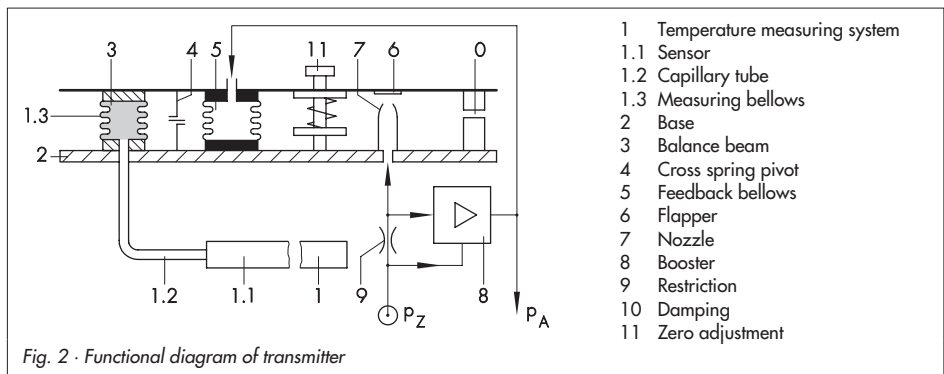 3 4 5 11 7 6 0
1.3
2
1.2 1.1 1 9 8
pZ pA
1 Temperature measuring system
1.1 Sensor
1.2 Capillary tube
1.3 Measuring bellows
2 Base
3 Balance beam
4 Cross spring pivot
5 Feedback bellows
6 Flapper
7 Nozzle
8 Booster
9 Restriction
10 Damping
11 Zero adjustment
Fig. 2 · Functional diagram of transmitter